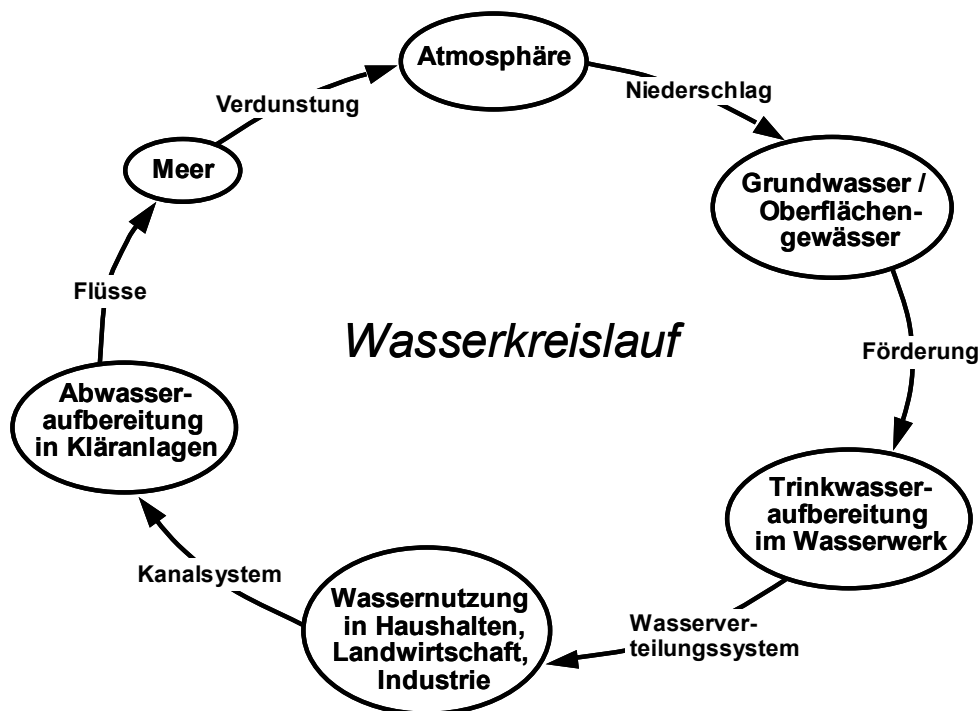 Atmosphäre
Niederschlag
Grundwasser /
Oberflächen-
gewässer
Förderung
Trinkwasser-
aufbereitung
im Wasserwerk
Wasserver-
teilungssystem
Wassernutzung
in Haushalten,
Landwirtschaft,
Industrie
Kanalsystem
Abwasser-
aufbereitung
in Kläranlagen
Flüsse
Meer
Verdunstung
Wasserkreislauf